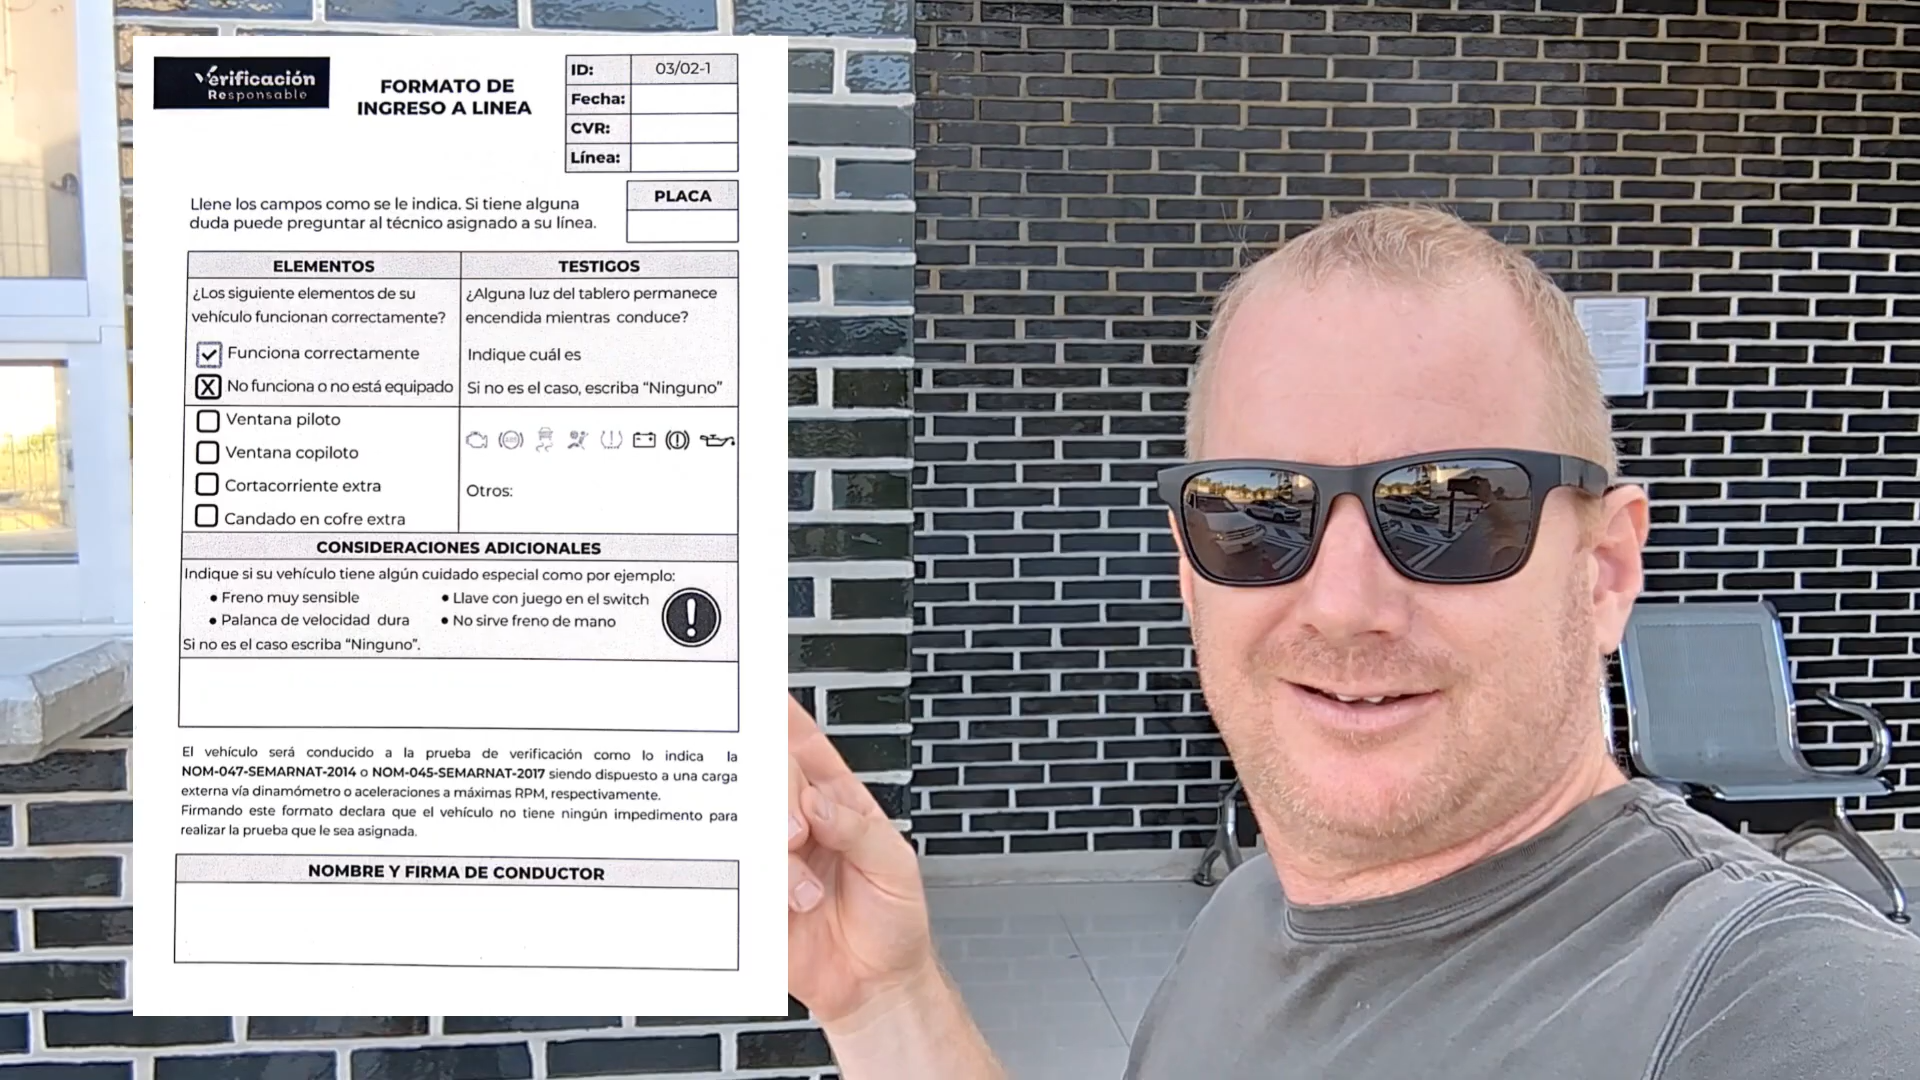 Verificación
Responsable
FORMATO DE
INGRESO A LINEA
ID: 03/02-1
Fecha:
CVR:
Línea:
PLACA
Llene los campos como se le indica. Si tiene alguna
duda puede preguntar al técnico asignado a su línea.
ELEMENTOS
¿Los siguiente elementos de su
vehículo funcionan correctamente?
Funciona correctamente
X No funciona o no está equipado
Ventana piloto
Ventana copiloto
Cortacorriente extra
Candado en cofre extra
TESTIGOS
¿Alguna luz del tablero permanece
encendida mientras conduce?
Indique cuál es
Si no es el caso, escriba “Ninguno”
Otros:
CONSIDERACIONES ADICIONALES
Indique si su vehículo tiene algún cuidado especial como por ejemplo:
• Freno muy sensible
• Palanca de velocidad dura
• Llave con juego en el switch
• No sirve freno de mano
Si no es el caso escriba “Ninguno”.
El vehículo será conducido a la prueba de verificación como lo indica la
NOM-047-SEMARNAT-2014 o NOM-045-SEMARNAT-2017 siendo dispuesto a una carga
externa vía dinamómetro o aceleraciones a máximas RPM, respectivamente.
Firmando este formato declara que el vehículo no tiene ningún impedimento para
realizar la prueba que le sea asignada.
NOMBRE Y FIRMA DE CONDUCTOR